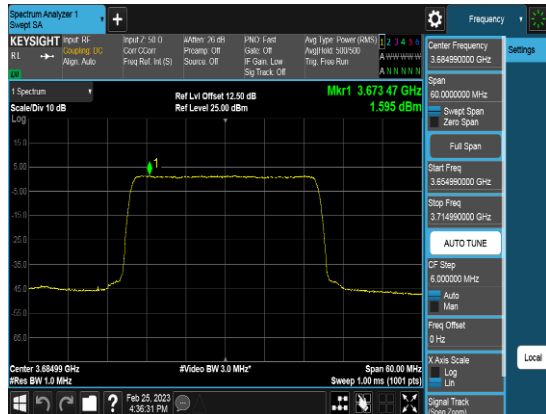 Spectrum Analyzer 1
Swept SA
+
Frequency
KEYSIGHT
RL
Input: RF
Coupling: DC
Align: Auto
Input Z: 50 Ω
Corr CCorr
Freq Ref: Int (S)
#Atten: 26 dB
Preamp: Off
Source: Off
PNO: Fast
Gate: Off
IF Gain: Low
Sig Track: Off
Avg Type: Power (RMS)
Avg|Hold: 500/500
Trig: Free Run
1 2 3 4 5 6
A W W W W W
A N N N N N
1 Spectrum
Scale/Div 10 dB
Log
Ref Lvl Offset 12.50 dB
Ref Level 25.00 dBm
Mkr1 3.673 47 GHz
1.595 dBm
15.0
5.00
-5.00
-15.0
-25.0
-35.0
-45.0
-55.0
-65.0
1
Center 3.68499 GHz
#Res BW 1.0 MHz
#Video BW 3.0 MHz*
Span 60.00 MHz
Sweep 1.00 ms (1001 pts)
Feb 25, 2023
4:36:31 PM
Center Frequency
3.684990000 GHz
Span
60.0000000 MHz
Swept Span
Zero Span
Full Span
Start Freq
3.654990000 GHz
Stop Freq
3.714990000 GHz
AUTO TUNE
CF Step
6.000000 MHz
Auto
Man
Freq Offset
0 Hz
X Axis Scale
Log
Lin
Signal Track
(Span Zoom)
Settings
Local